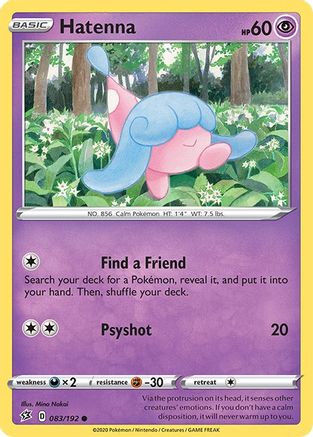 BASIC
Hatenna
HP60
NO. 856 Calm Pokémon HT: 1'4" WT: 7.5 lbs.
Find a Friend
Search your deck for a Pokémon, reveal it, and put it into
your hand. Then, shuffle your deck.
Psyshot 20
weakness ×2 resistance -30 retreat
Illus. Mina Nakai
D 083/192
Via the protrusion on its head, it senses other
creatures' emotions. If you don't have a calm
disposition, it will never warm up to you.
©2020 Pokémon / Nintendo / Creatures / GAME FREAK